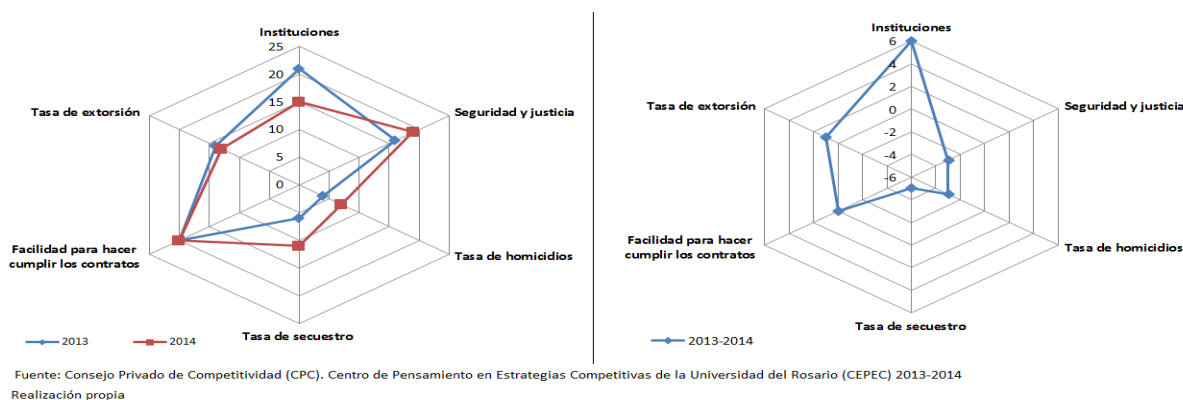 Instituciones
25
20
15
10
5
0
Tasa de extorsión
Seguridad y justicia
Facilidad para hacer
cumplir los contratos
Tasa de homicidios
Tasa de secuestro
2013
2014
Instituciones
6
4
2
0
-2
-4
-6
Tasa de extorsión
Seguridad y justicia
Facilidad para hacer
cumplir los contratos
Tasa de homicidios
Tasa de secuestro
2013-2014
Fuente: Consejo Privado de Competitividad (CPC). Centro de Pensamiento en Estrategias Competitivas de la Universidad del Rosario (CEPEC) 2013-2014
Realización propia